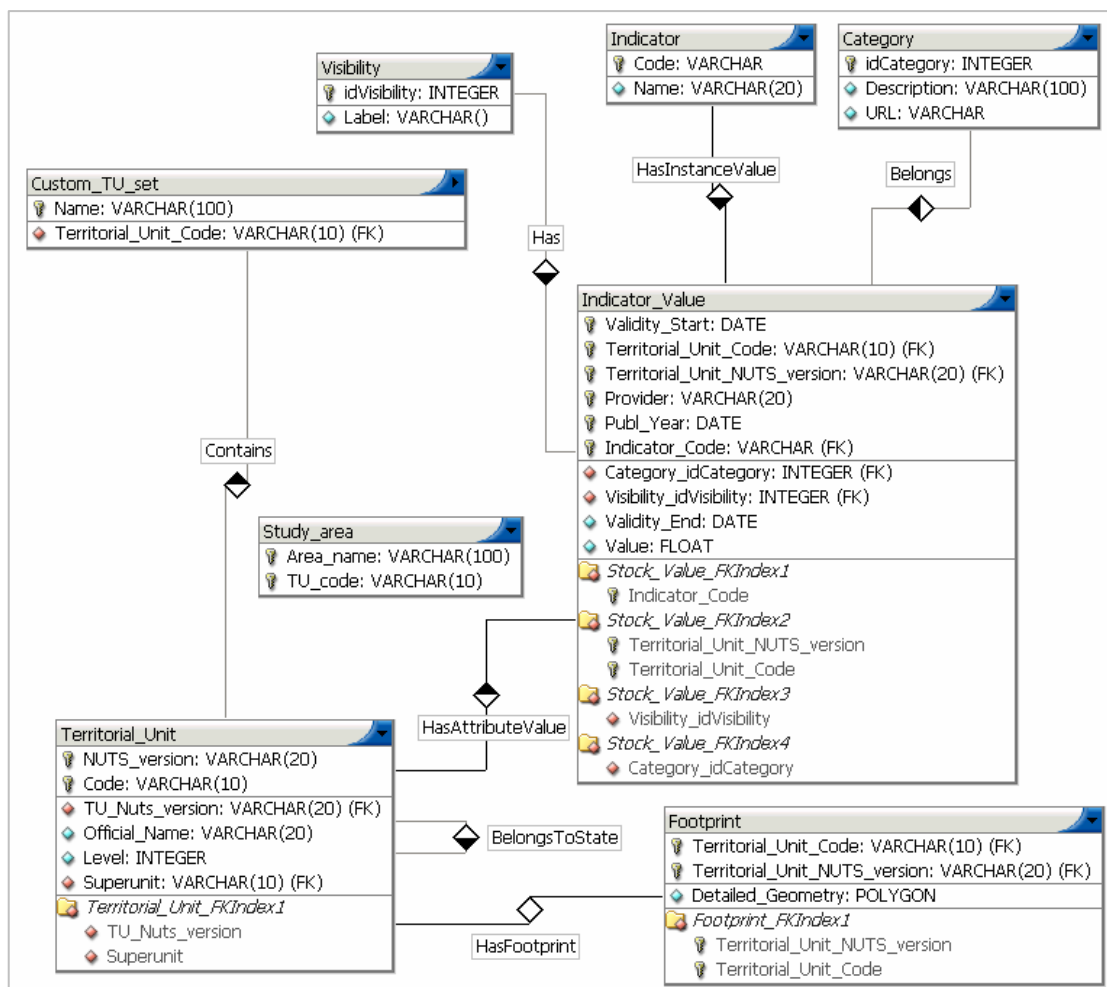 Indicator
Code: VARCHAR
Name: VARCHAR(20)
Category
idCategory: INTEGER
Description: VARCHAR(100)
URL: VARCHAR
Visibility
idVisibility: INTEGER
Label: VARCHAR()
HasInstanceValue
Belongs
Custom_TU_set
Name: VARCHAR(100)
Territorial_Unit_Code: VARCHAR(10) (FK)
Has
Indicator_Value
Validity_Start: DATE
Territorial_Unit_Code: VARCHAR(10) (FK)
Territorial_Unit_NUTS_version: VARCHAR(20) (FK)
Provider: VARCHAR(20)
Publ_Year: DATE
Indicator_Code: VARCHAR (FK)
Category_idCategory: INTEGER (FK)
Visibility_idVisibility: INTEGER (FK)
Validity_End: DATE
Value: FLOAT
Stock_Value_FKIndex1
Indicator_Code
Stock_Value_FKIndex2
Territorial_Unit_NUTS_version
Territorial_Unit_Code
Stock_Value_FKIndex3
Visibility_idVisibility
Stock_Value_FKIndex4
Category_idCategory
Contains
Study_area
Area_name: VARCHAR(100)
TU_code: VARCHAR(10)
HasAttributeValue
Territorial_Unit
NUTS_version: VARCHAR(20)
Code: VARCHAR(10)
TU_Nuts_version: VARCHAR(20) (FK)
Official_Name: VARCHAR(20)
Level: INTEGER
Superunit: VARCHAR(10) (FK)
Territorial_Unit_FKIndex1
TU_Nuts_version
Superunit
BelongsToState
HasFootprint
Footprint
Territorial_Unit_Code: VARCHAR(10) (FK)
Territorial_Unit_NUTS_version: VARCHAR(20) (FK)
Detailed_Geometry: POLYGON
Footprint_FKIndex1
Territorial_Unit_NUTS_version
Territorial_Unit_Code